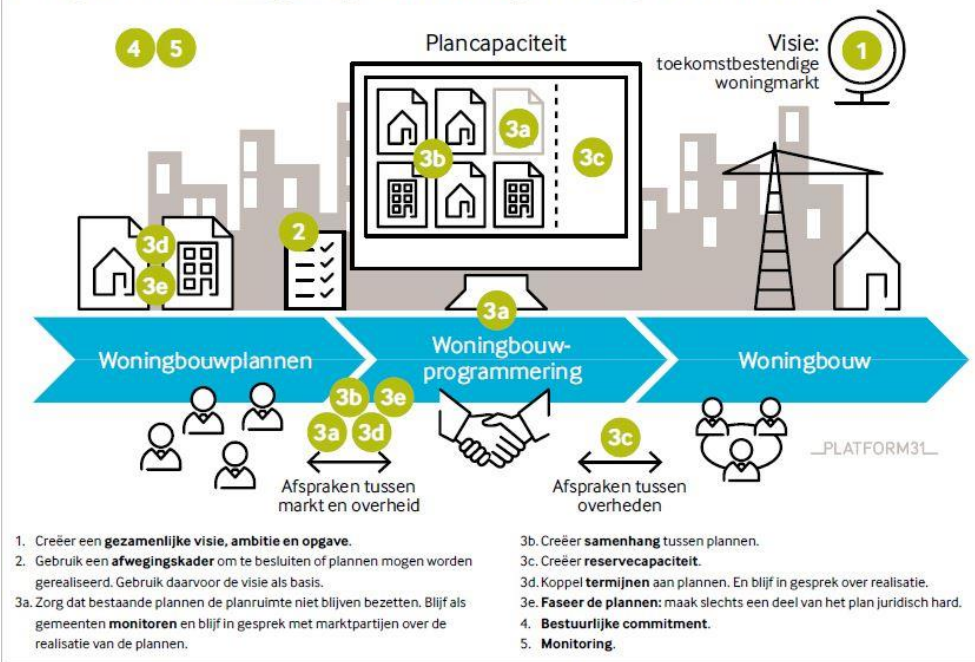 4 5
Plancapaciteit
Visie:
toekomstbestendige
woningmarkt
1
3a
3b
3c
2
3d
3e
3a
Woningbouwplannen
Woningbouw-
programmering
Woningbouw
3b 3e
3a 3d
3c
Afspraken tussen
markt en overheid
Afspraken tussen
overheden
PLATFORM31
1. Creëer een gezamenlijke visie, ambitie en opgave.
2. Gebruik een afwegingskader om te besluiten of plannen mogen worden
gerealiseerd. Gebruik daarvoor de visie als basis.
3a. Zorg dat bestaande plannen de planruimte niet blijven bezetten. Blijf als
gemeenten monitoren en blijf in gesprek met marktpartijen over de
realisatie van de plannen.
3b. Creëer samenhang tussen plannen.
3c. Creëer reservecapaciteit.
3d. Koppel termijnen aan plannen. En blijf in gesprek over realisatie.
3e. Faseer de plannen: maak slechts een deel van het plan juridisch hard.
4. Bestuurlijke commitment.
5. Monitoring.